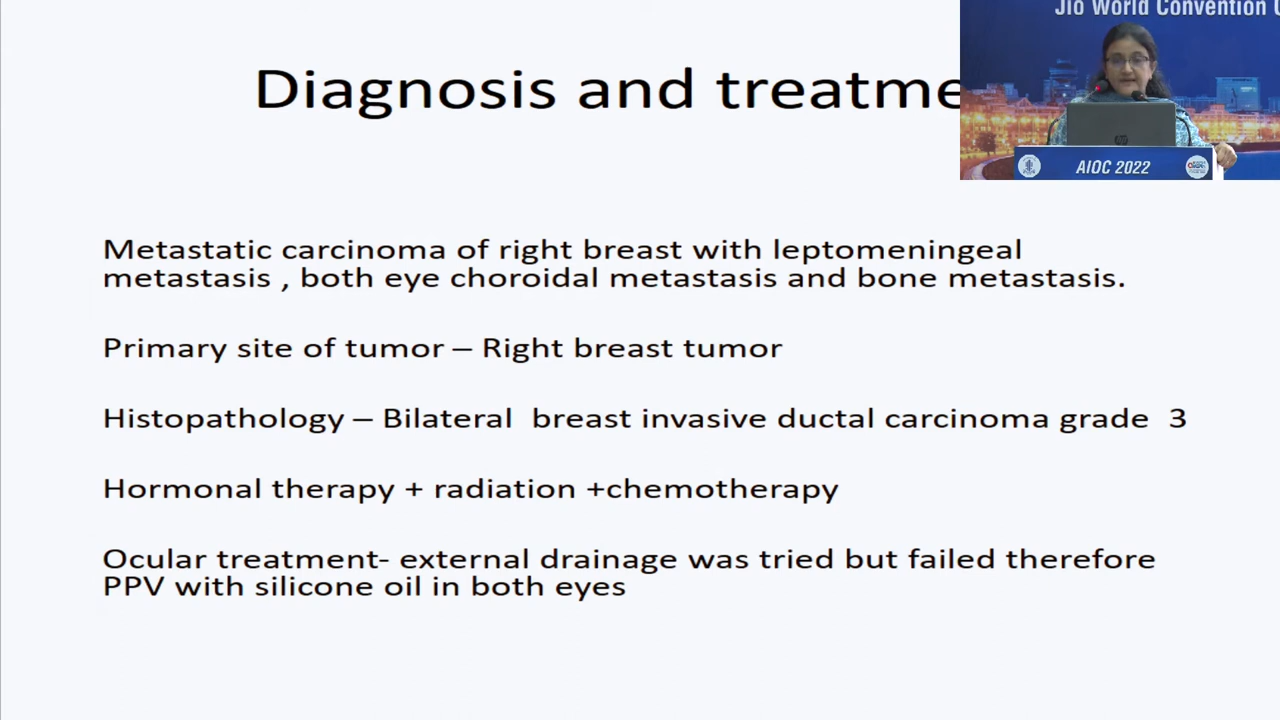 Jio World Convention
Diagnosis and treatme
AIOC 2022
Metastatic carcinoma of right breast with leptomeningeal
metastasis , both eye choroidal metastasis and bone metastasis.
Primary site of tumor – Right breast tumor
Histopathology – Bilateral  breast invasive ductal carcinoma grade  3
Hormonal therapy + radiation +chemotherapy
Ocular treatment- external drainage was tried but failed therefore
PPV with silicone oil in both eyes